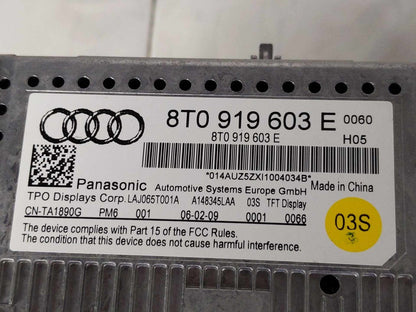 8T0 919 603 E 0060
8T0 919 603 E H05
*014AUZ5ZXI1004034B*
Panasonic Automotive Systems Europe GmbH Made in China
TPO Displays Corp. LAJ065T001A A148345LAA 03S TFT Display
CN-TA1890G PM6 001 06-02-09 0001 0066
03S
The device complies with Part 15 of the FCC Rules.
The condition that this device does not cause harmful interference.